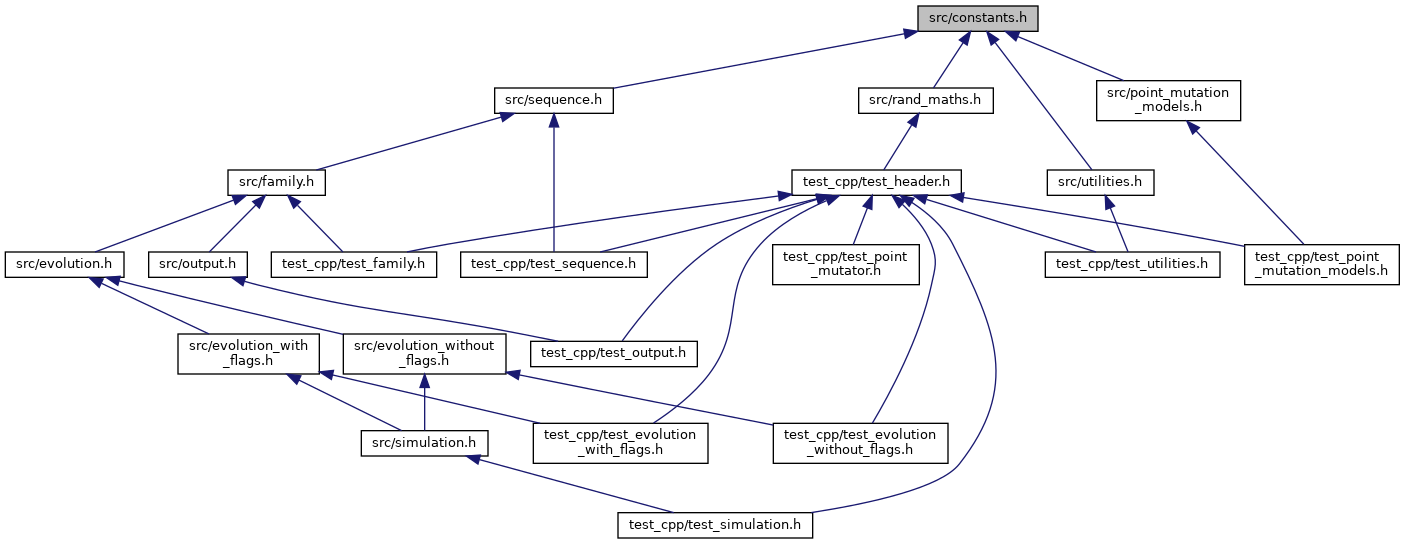 src/constants.h
src/sequence.h
src/rand_maths.h
src/point_mutation
_models.h
src/family.h
test_cpp/test_header.h
src/utilities.h
src/evolution.h
src/output.h
test_cpp/test_family.h
test_cpp/test_sequence.h
test_cpp/test_point
_mutator.h
test_cpp/test_utilities.h
test_cpp/test_point
_mutation_models.h
src/evolution_with
_flags.h
src/evolution_without
_flags.h
test_cpp/test_output.h
src/simulation.h
test_cpp/test_evolution
_with_flags.h
test_cpp/test_evolution
_without_flags.h
test_cpp/test_simulation.h